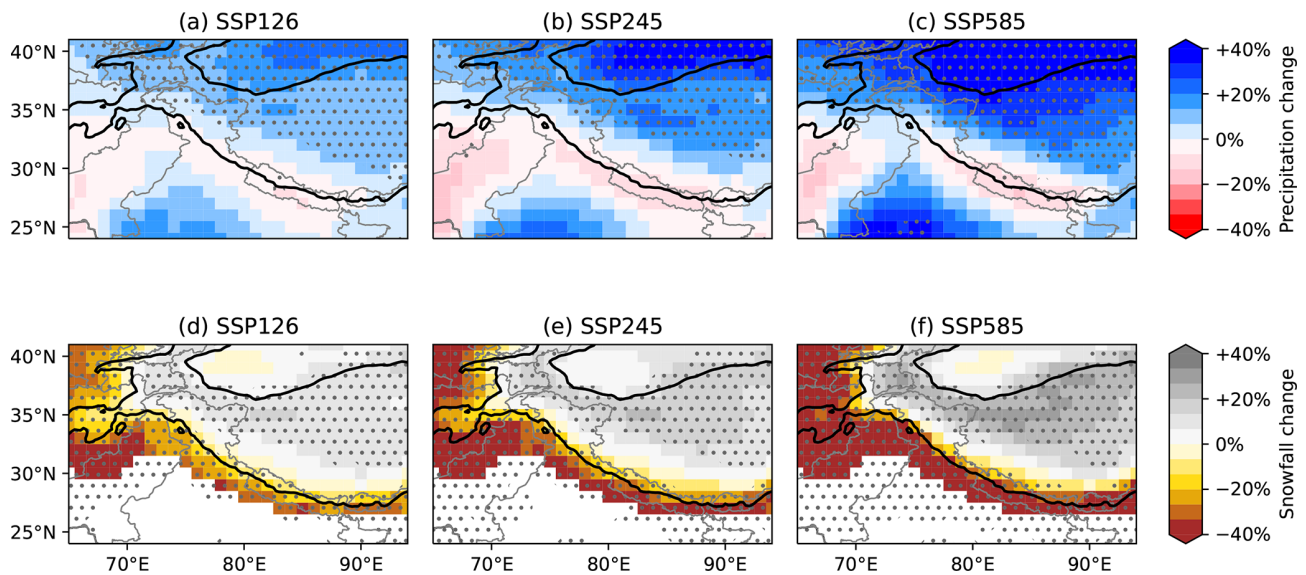 (a) SSP126
(b) SSP245
(c) SSP585
40°N
35°N
30°N
25°N
+40%
+20%
0%
−20%
−40%
Precipitation change
(d) SSP126
(e) SSP245
(f) SSP585
40°N
35°N
30°N
25°N
70°E
80°E
90°E
70°E
80°E
90°E
70°E
80°E
90°E
+40%
+20%
0%
−20%
−40%
Snowfall change